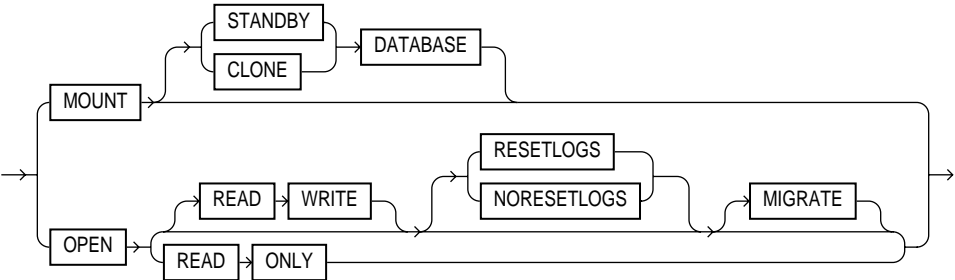 STANDBY
DATABASE
CLONE
MOUNT
RESETLOGS
READ WRITE
NORESETLOGS
MIGRATE
OPEN
READ ONLY